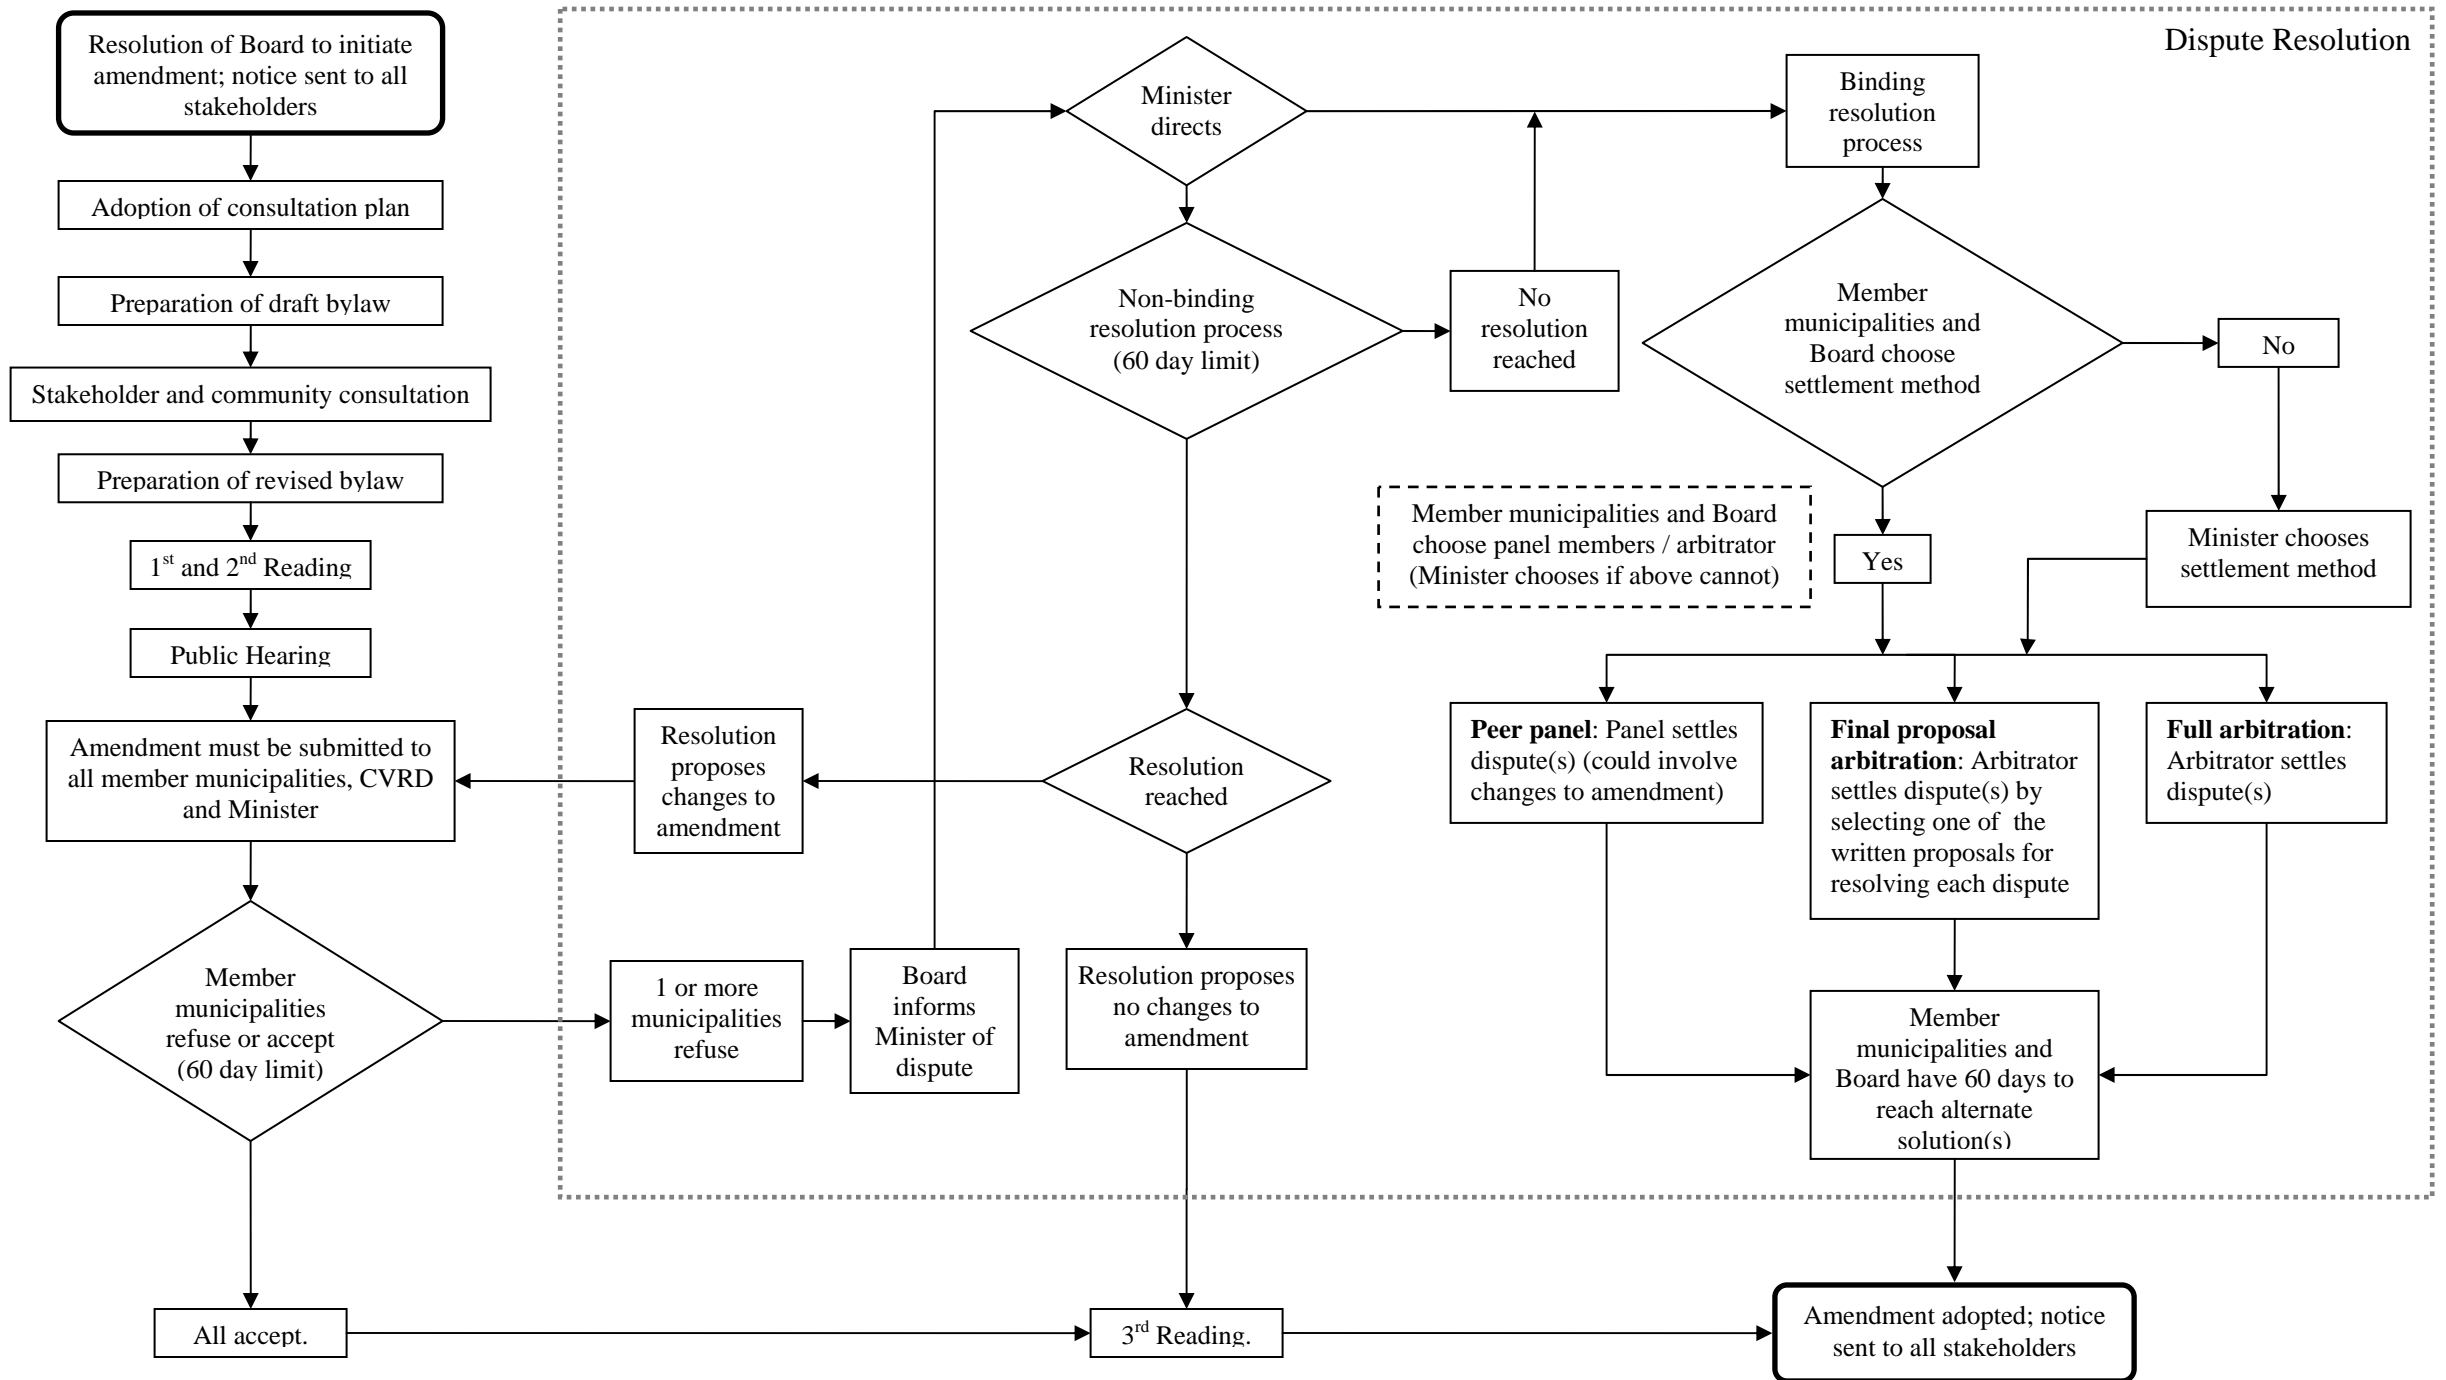 Resolution of Board to initiate
amendment; notice sent to all
stakeholders
Adoption of consultation plan
Preparation of draft bylaw
Stakeholder and community consultation
Preparation of revised bylaw
1st and 2nd Reading
Public Hearing
Amendment must be submitted to
all member municipalities, CVRD
and Minister
Member
municipalities
refuse or accept
(60 day limit)
All accept.
Dispute Resolution
1 or more
municipalities
refuse
Board
informs
Minister of
dispute
Minister
directs
Non-binding
resolution process
(60 day limit)
No
resolution
reached
Resolution
reached
Resolution
proposes
changes to
amendment
Resolution proposes
no changes to
amendment
3rd Reading.
Binding
resolution
process
Member
municipalities and
Board choose
settlement method
No
Minister chooses
settlement method
Yes
Member municipalities and Board
choose panel members / arbitrator
(Minister chooses if above cannot)
Peer panel: Panel settles
dispute(s) (could involve
changes to amendment)
Final proposal
arbitration: Arbitrator
settles dispute(s) by
selecting one of the
written proposals for
resolving each dispute
Full arbitration:
Arbitrator settles
dispute(s)
Member
municipalities and
Board have 60 days to
reach alternate
solution(s)
Amendment adopted; notice
sent to all stakeholders